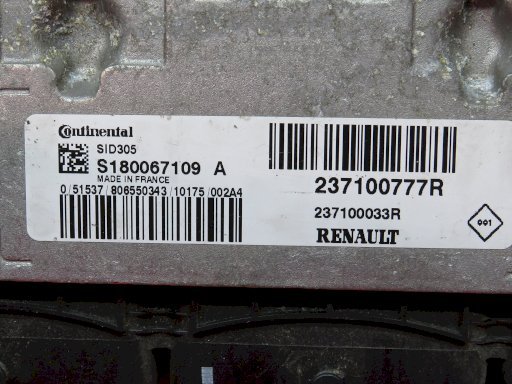 Continental
SID305
S180067109 A
MADE IN FRANCE
0/51537/806550343/10175/002A4
237100777R
237100033R
RENAULT
001